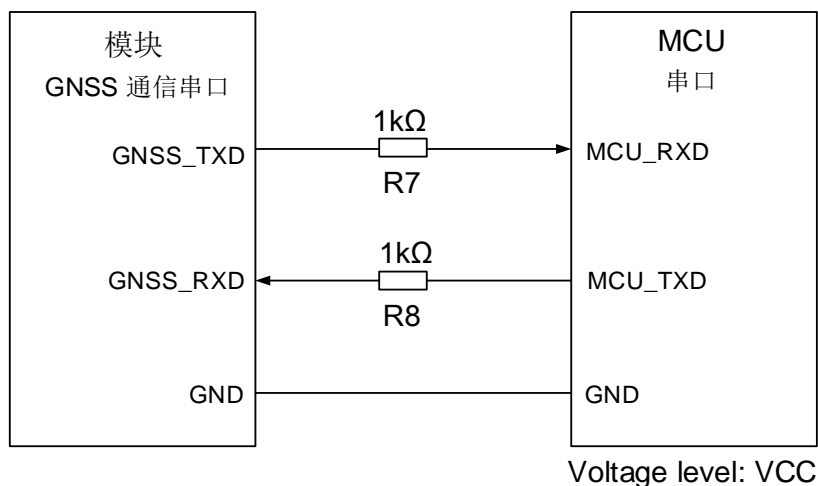 模块
GNSS 通信串口
MCU
串口
1kΩ
GNSS_TXD
MCU_RXD
R7
1kΩ
GNSS_RXD
MCU_TXD
R8
GND
GND
Voltage level: VCC